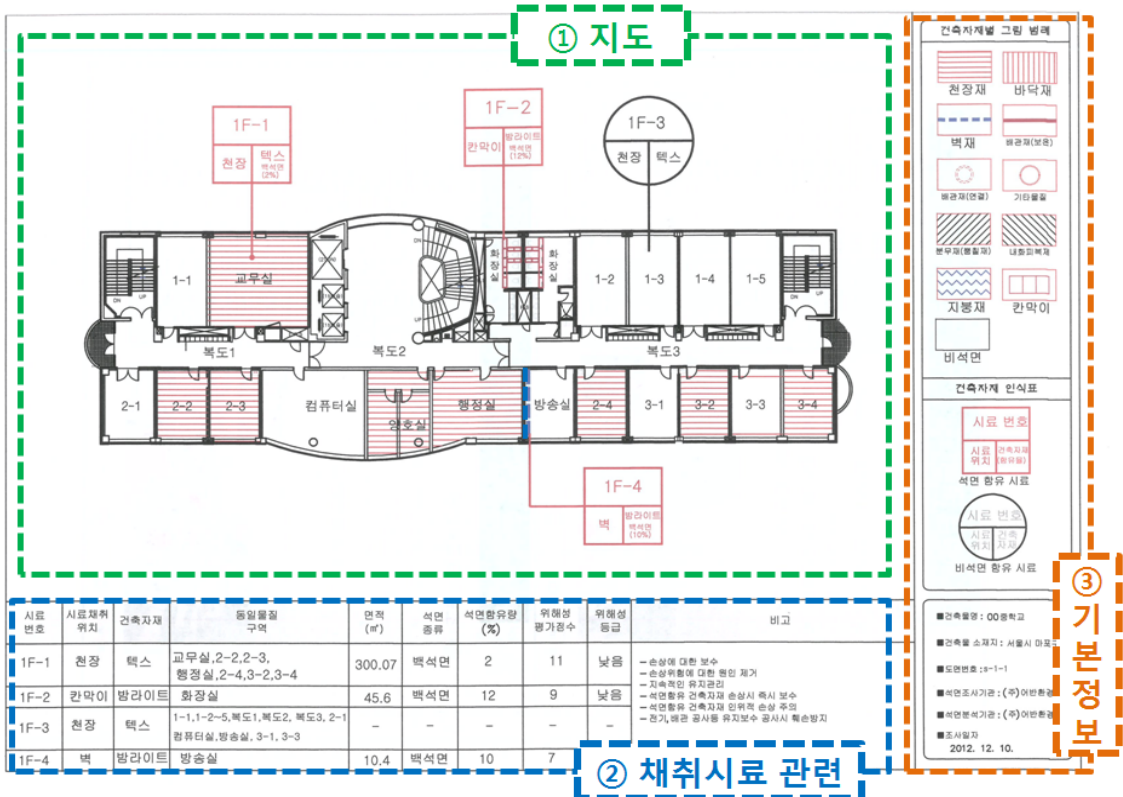 ① 지도
1F-1
천장
텍스
백석면
(2%)
1F-2
칸막이
밤라이트
백석면
(12%)
1F-3
천장
텍스
DN
UP
1-1
교무실
DN
UP
화장실
화장실
1-2
1-3
1-4
1-5
DN
UP
복도1
복도2
복도3
2-1
2-2
2-3
컴퓨터실
양호실
행정실
방송실
2-4
3-1
3-2
3-3
3-4
1F-4
벽
밤라이트
백석면
(10%)
시료 번호
시료채취 위치
건축자재
동일물질 구역
면적 (㎡)
석면 종류
석면함유량 (%)
위해성 평가점수
위해성 등급
비고
1F-1 천장 텍스 교무실,2-2,2-3, 행정실,2-4,3-2,3-4 300.07 백석면 2 11 낮음
1F-2 칸막이 밤라이트 화장실 45.6 백석면 12 9 낮음
1F-3 천장 텍스 1-1,1-2~5,복도1,복도2, 복도3, 2-1 컴퓨터실,방송실, 3-1, 3-3 – – – – –
1F-4 벽 밤라이트 방송실 10.4 백석면 10 7
– 손상에 대한 보수
– 손상위험에 대한 원인 제거
– 지속적인 유지관리
– 석면함유 건축자재 손상시 즉시 보수
– 석면함유 건축자재 인위적 손상 주의
– 전기, 배관 공사등 유지보수 공사시 훼손방지
② 채취시료 관련
건축자재별 그림 범례
천장재
바닥재
벽재
배관재(보온)
배관재(연결)
기타물질
분무재(뿜칠재)
내화피복제
지붕재
칸막이
비석면
건축자재 인식표
시료 번호
시료 위치
건축자재 (함유율)
석면 함유 시료
시료 번호
시료 위치
건축 자재
비석면 함유 시료
③ 기본정보
■건축물명 : 00중학교
■건축물 소재지 : 서울시 마포
■도면번호 : s-1-1
■석면조사기관 : (주)어반환경
■석면분석기관 : (주)어반환경
■조사일자
2012. 12. 10.